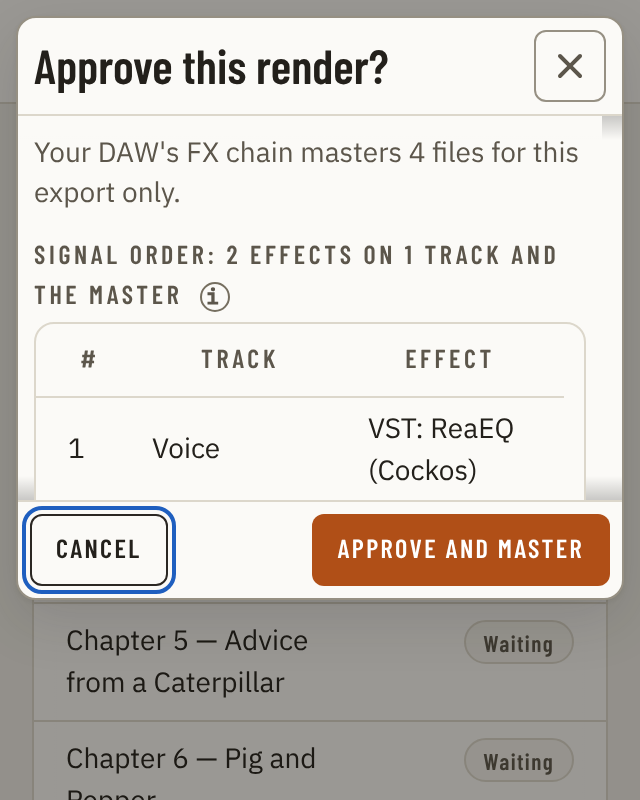 Approve this render?
Your DAW's FX chain masters 4 files for this
export only.
SIGNAL ORDER: 2 EFFECTS ON 1 TRACK AND
THE MASTER
# TRACK EFFECT
1 Voice VST: ReaEQ
(Cockos)
CANCEL APPROVE AND MASTER
Chapter 5 — Advice Waiting
from a Caterpillar
Chapter 6 — Pig and Waiting
Pepper